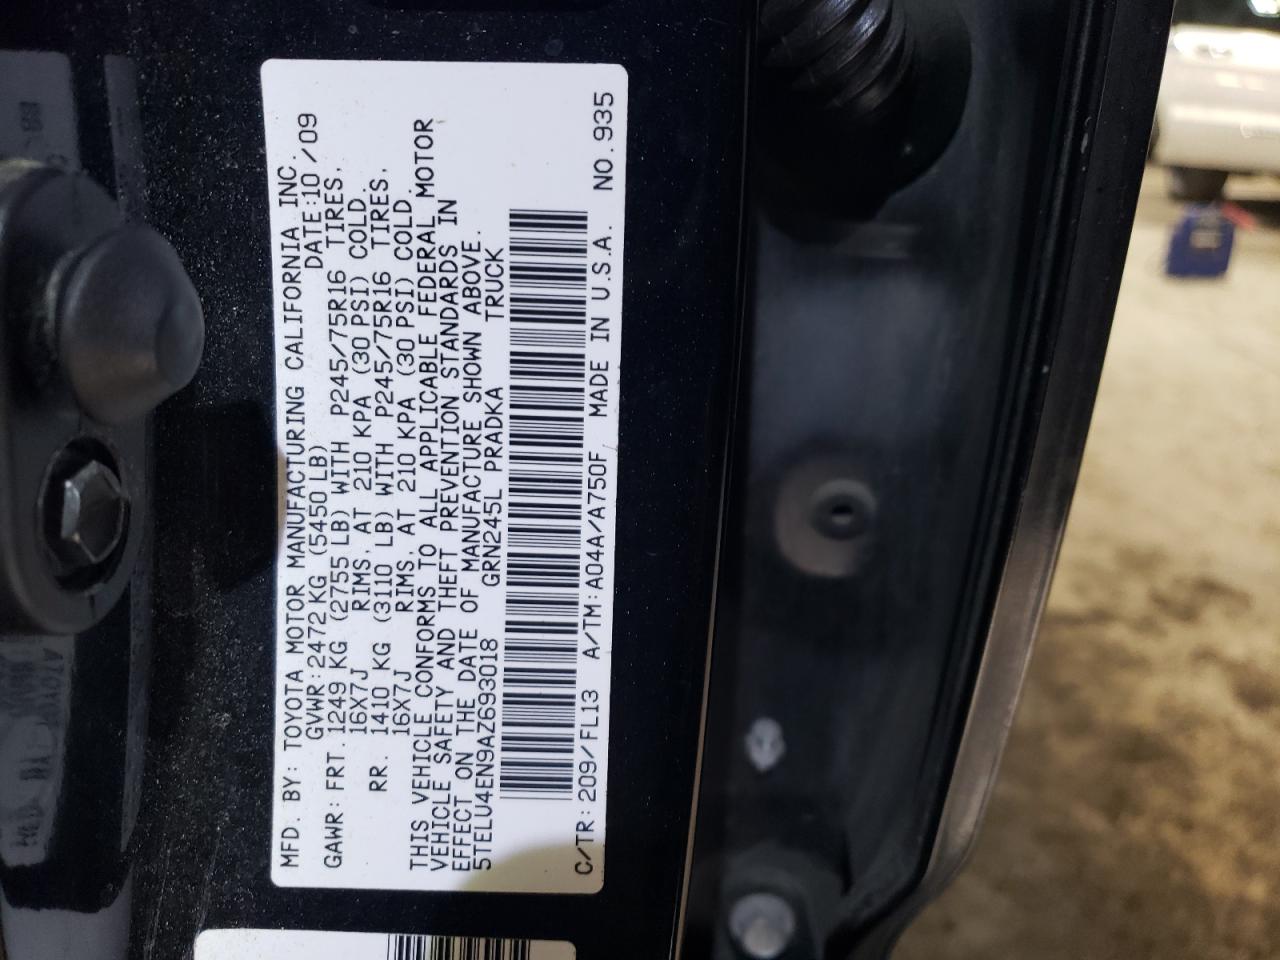 MFD. BY: TOYOTA MOTOR MANUFACTURING CALIFORNIA INC.
GVWR:2472 KG (5450 LB) DATE:10 /09
GAWR: FRT. 1249 KG (2755 LB) WITH P245/75R16 TIRES,
16X7J RIMS, AT 210 KPA (30 PSI) COLD.
RR. 1410 KG (3110 LB) WITH P245/75R16 TIRES,
16X7J RIMS, AT 210 KPA (30 PSI) COLD.
THIS VEHICLE CONFORMS TO ALL APPLICABLE FEDERAL MOTOR
VEHICLE SAFETY AND THEFT PREVENTION STANDARDS IN
EFFECT ON THE DATE OF MANUFACTURE SHOWN ABOVE.
5TELU4EN9AZ693018 GRN245L PRADKA TRUCK
C/TR: 209/FL13 A/TM: A04A/A750F MADE IN U.S.A. NO. 935